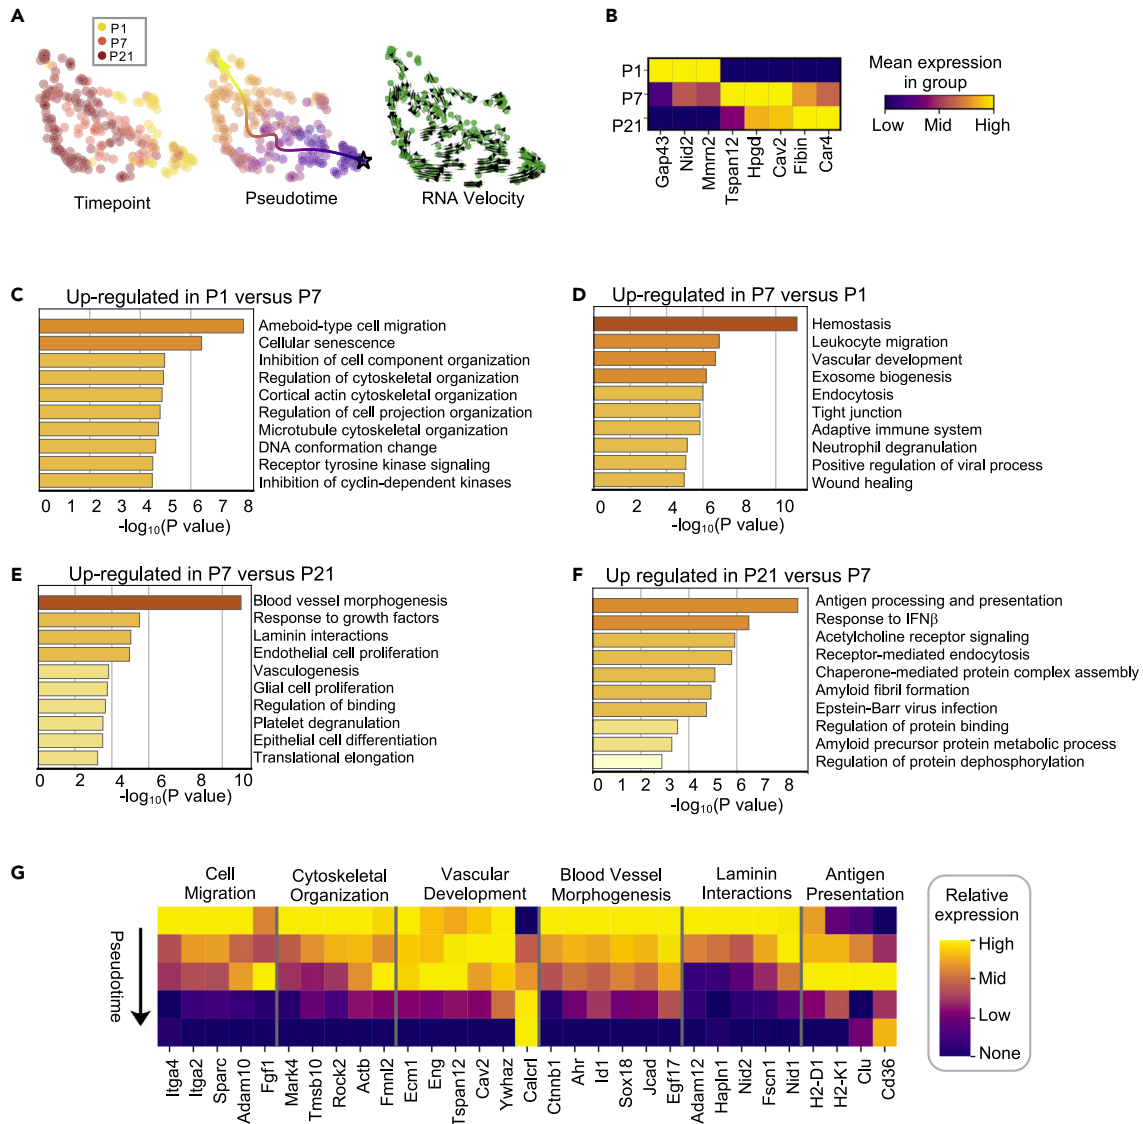 A
P1
P7
P21
Timepoint
Pseudotime
RNA Velocity
B
P1
P7
P21
Gap43
Nid2
Mmrn2
Tspan12
Hpgd
Cav2
Fibin
Car4
Mean expression
in group
Low
Mid
High
C
Up-regulated in P1 versus P7
Ameboid-type cell migration
Cellular senescence
Inhibition of cell component organization
Regulation of cytoskeletal organization
Cortical actin cytoskeletal organization
Regulation of cell projection organization
Microtubule cytoskeletal organization
DNA conformation change
Receptor tyrosine kinase signaling
Inhibition of cyclin-dependent kinases
0 1 2 3 4 5 6 7 8
-log10(P value)
D
Up-regulated in P7 versus P1
Hemostasis
Leukocyte migration
Vascular development
Exosome biogenesis
Endocytosis
Tight junction
Adaptive immune system
Neutrophil degranulation
Positive regulation of viral process
Wound healing
0 2 4 6 8 10
-log10(P value)
E
Up-regulated in P7 versus P21
Blood vessel morphogenesis
Response to growth factors
Laminin interactions
Endothelial cell proliferation
Vasculogenesis
Glial cell proliferation
Regulation of binding
Platelet degranulation
Epithelial cell differentiation
Translational elongation
0 2 4 6 8 10
-log10(P value)
F
Up regulated in P21 versus P7
Antigen processing and presentation
Response to IFNβ
Acetylcholine receptor signaling
Receptor-mediated endocytosis
Chaperone-mediated protein complex assembly
Amyloid fibril formation
Epstein-Barr virus infection
Regulation of protein binding
Amyloid precursor protein metabolic process
Regulation of protein dephosphorylation
0 1 2 3 4 5 6 7 8
-log10(P value)
G
Cell
Migration
Cytoskeletal
Organization
Vascular
Development
Blood Vessel
Morphogenesis
Laminin
Interactions
Antigen
Presentation
Pseudotime
Itga4
Itga2
Sparc
Adam10
Fgf1
Mark4
Tmsb10
Rock2
Actb
Fmnl2
Ecm1
Eng
Tspan12
Cav2
Ywhaz
Calcrl
Ctnnb1
Ahr
Id1
Sox18
Jcad
Egf17
Adam12
Hapln1
Nid2
Fscn1
Nid1
H2-D1
H2-K1
Clu
Cd36
Relative
expression
High
Mid
Low
None